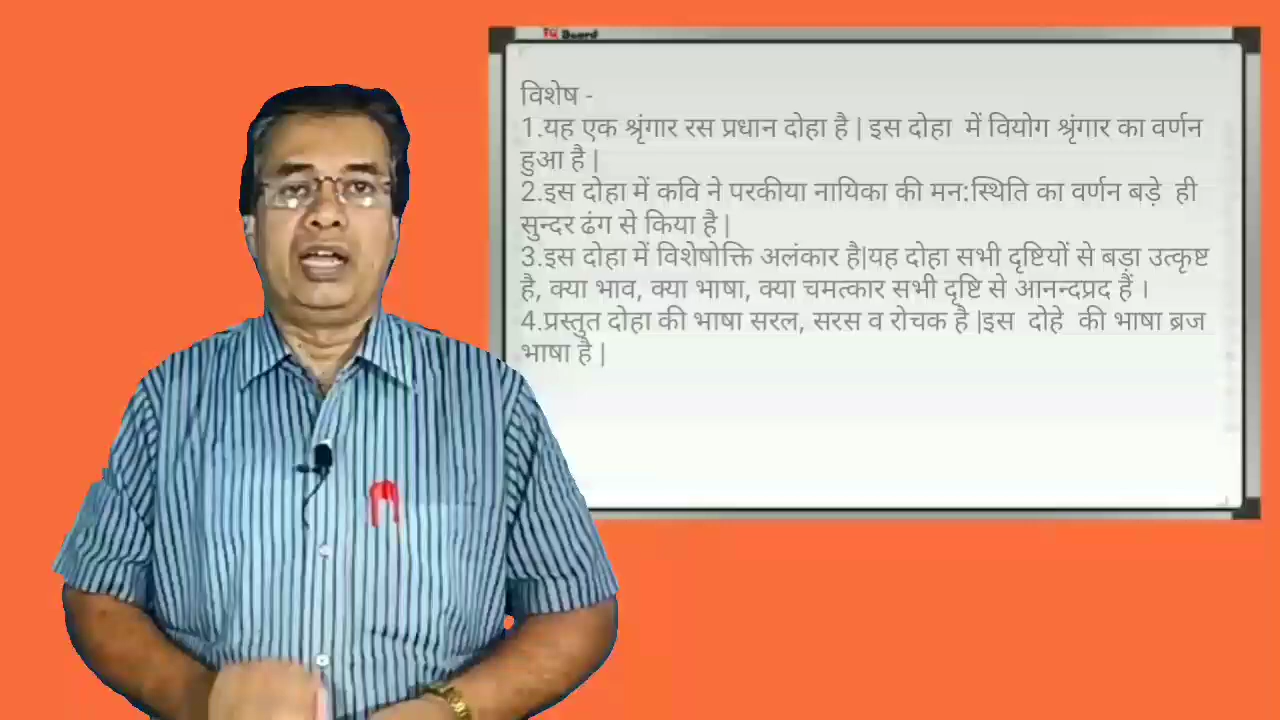 Board
विशेष -
1.यह एक श्रृंगार रस प्रधान दोहा है | इस दोहा  में वियोग श्रृंगार का वर्णन
हुआ है |
2.इस दोहा में कवि ने परकीया नायिका की मन:स्थिति का वर्णन बड़े  ही
सुन्दर ढंग से किया है |
3.इस दोहा में विशेषोक्ति अलंकार है|यह दोहा सभी दृष्टियों से बड़ा उत्कृष्ट
है, क्या भाव, क्या भाषा, क्या चमत्कार सभी दृष्टि से आनन्दप्रद हैं ।
4.प्रस्तुत दोहा की भाषा सरल, सरस व रोचक है |इस  दोहे  की भाषा ब्रज
भाषा है |